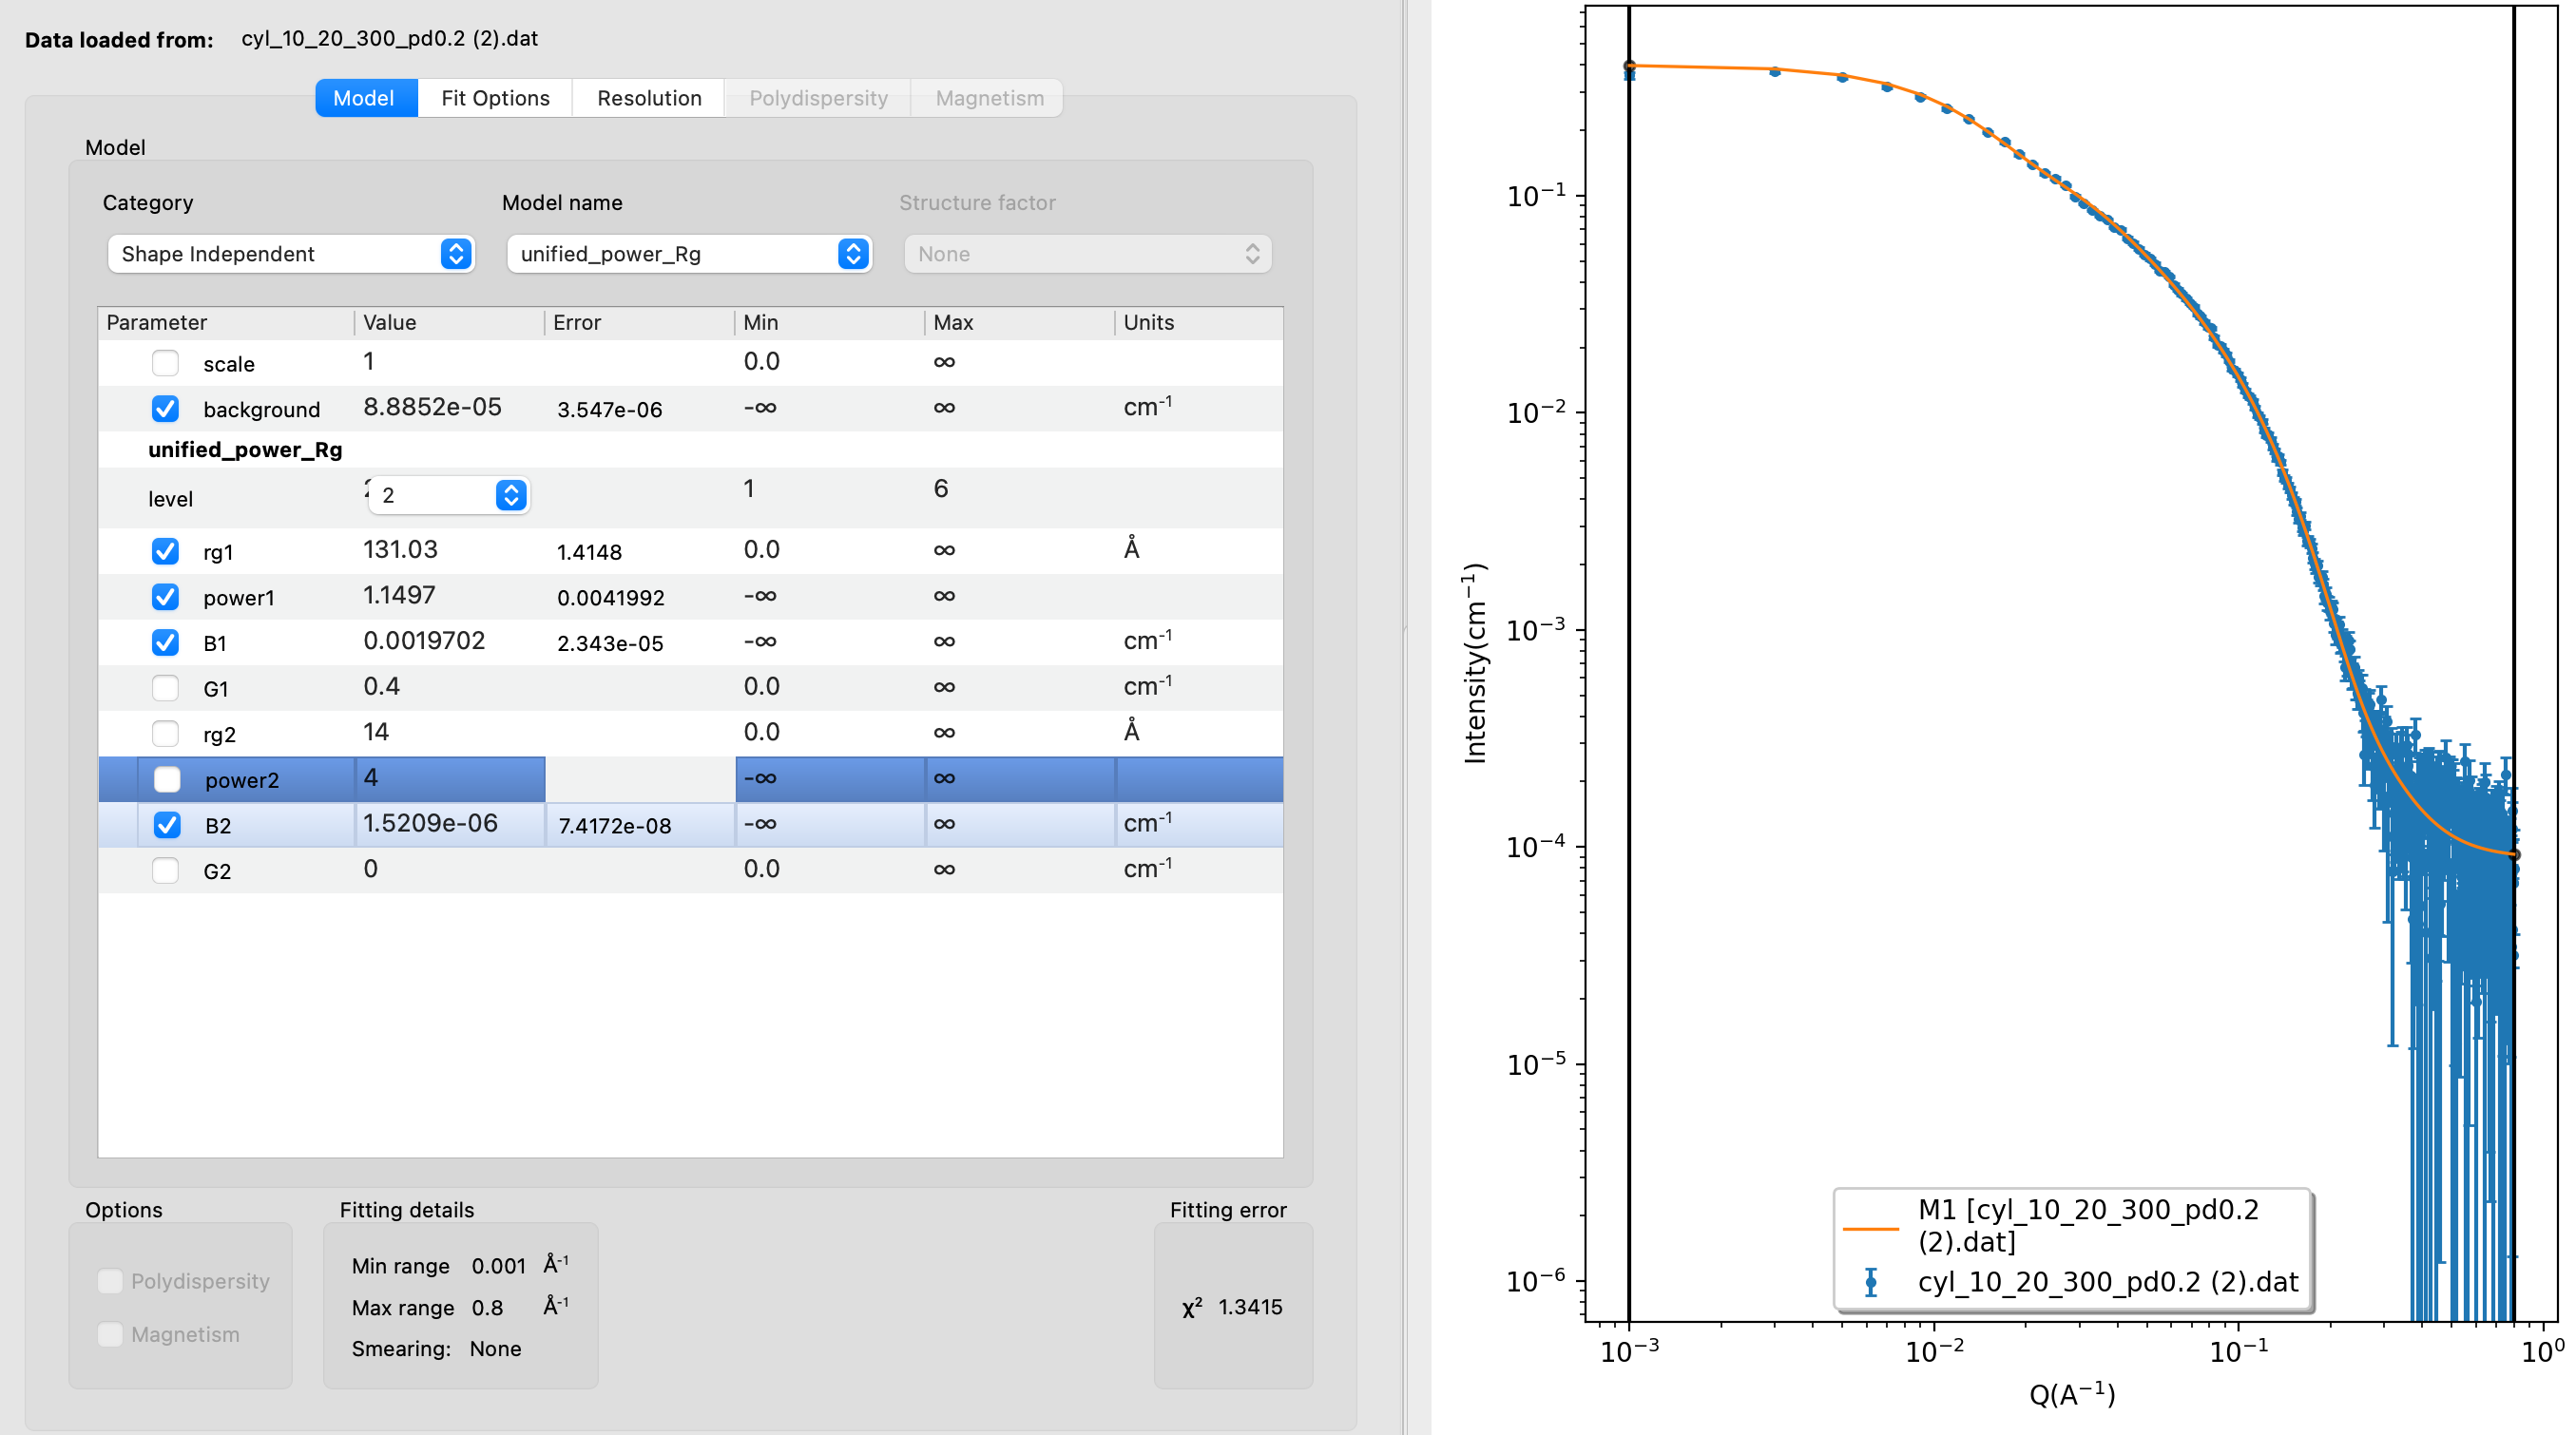 Data loaded from: cyl_10_20_300_pd0.2 (2).dat
Model Fit Options Resolution Polydispersity Magnetism
Model
Category Model name Structure factor
Shape Independent unified_power_Rg None
Parameter Value Error Min Max Units
scale 1 0.0 ∞
background 8.8852e-05 3.547e-06 -∞ ∞ cm-1
unified_power_Rg
level 2 1 6
rg1 131.03 1.4148 0.0 ∞ Å
power1 1.1497 0.0041992 -∞ ∞
B1 0.0019702 2.343e-05 -∞ ∞ cm-1
G1 0.4 0.0 ∞ cm-1
rg2 14 0.0 ∞ Å
power2 4 -∞ ∞
B2 1.5209e-06 7.4172e-08 -∞ ∞ cm-1
G2 0 0.0 ∞ cm-1
Options Fitting details Fitting error
Polydispersity
Magnetism
Min range 0.001 Å-1
Max range 0.8 Å-1
Smearing: None
χ² 1.3415
Intensity(cm⁻¹)
10⁻¹
10⁻²
10⁻³
10⁻⁴
10⁻⁵
10⁻⁶
M1 [cyl_10_20_300_pd0.2
(2).dat]
cyl_10_20_300_pd0.2 (2).dat
10⁻³ 10⁻² 10⁻¹ 10⁰
Q(A⁻¹)